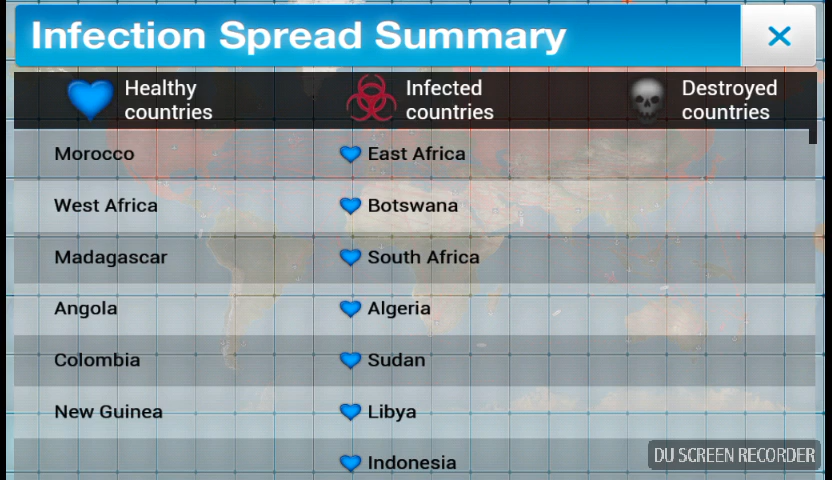 Infection Spread Summary
Healthy countries
Infected countries
Destroyed countries
Morocco
East Africa
West Africa
Botswana
Madagascar
South Africa
Angola
Algeria
Colombia
Sudan
New Guinea
Libya
Indonesia
DU SCREEN RECORDER